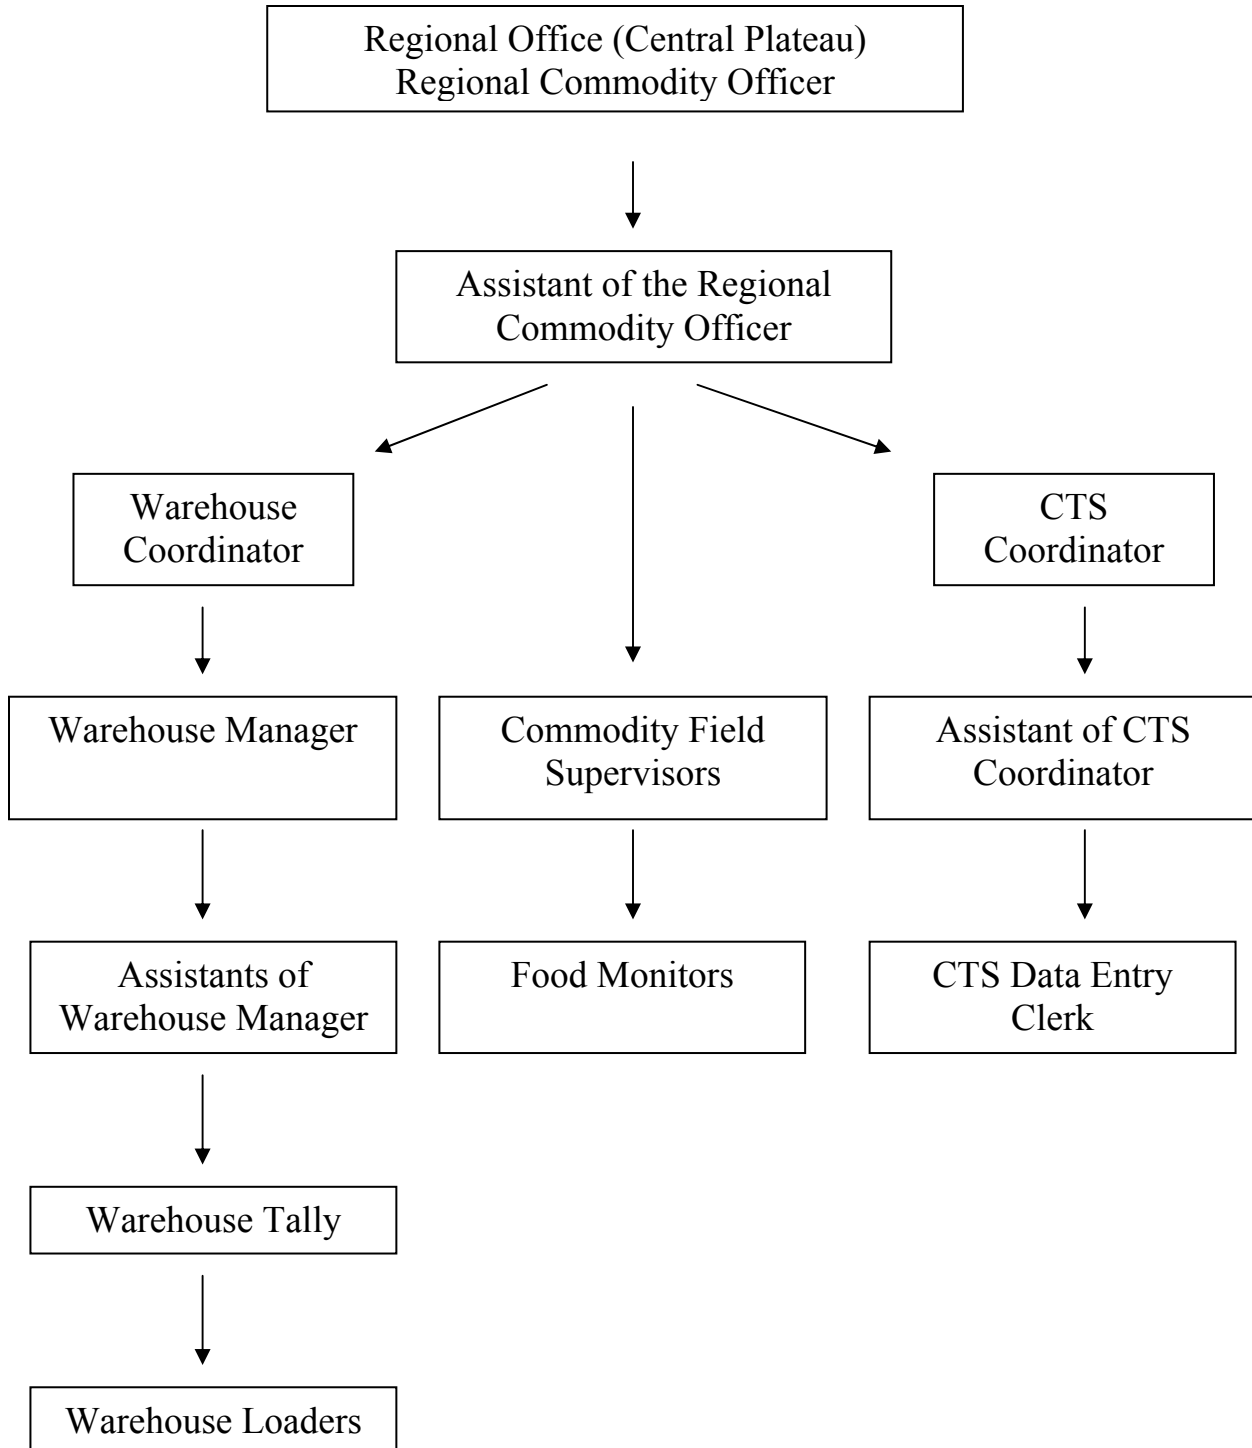 Regional Office (Central Plateau)
Regional Commodity Officer
Assistant of the Regional
Commodity Officer
Warehouse
Coordinator
CTS
Coordinator
Warehouse Manager
Commodity Field
Supervisors
Assistant of CTS
Coordinator
Assistants of
Warehouse Manager
Food Monitors
CTS Data Entry
Clerk
Warehouse Tally
Warehouse Loaders